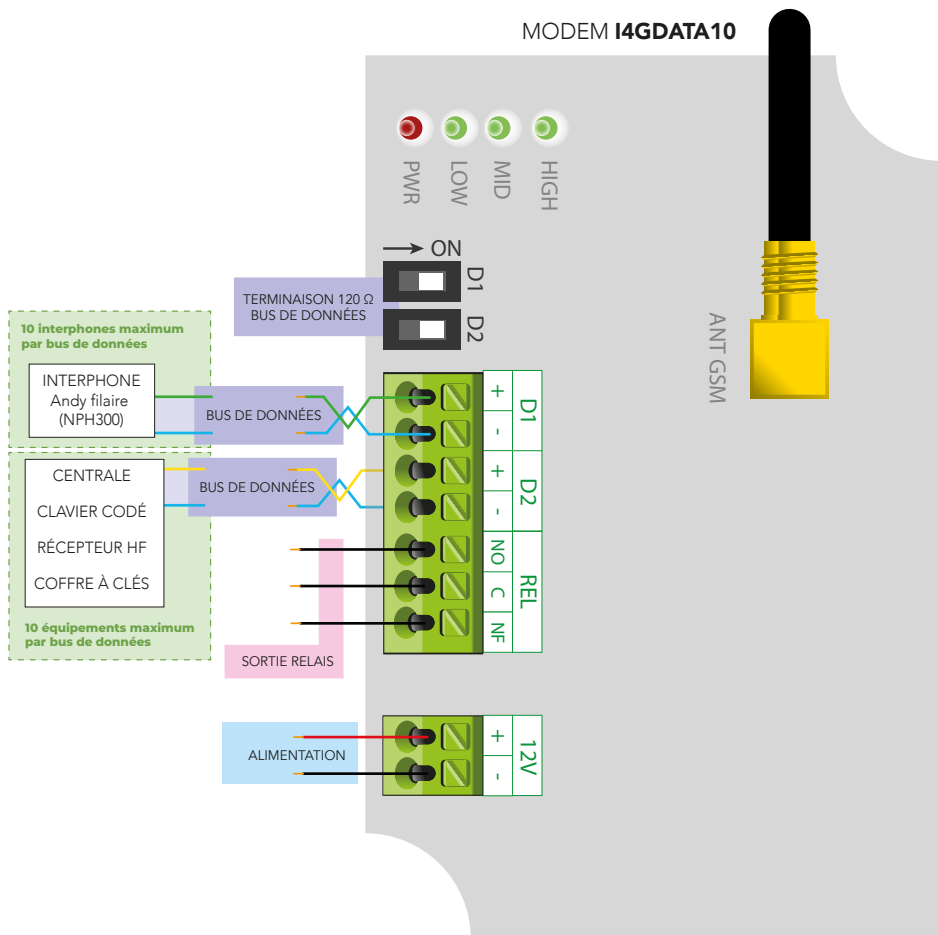 MODEM I4GDATA10
PWR
LOW
MID
HIGH
ON
D1
D2
TERMINAISON 120 Ω
BUS DE DONNÉES
ANT GSM
10 interphones maximum
par bus de données
INTERPHONE
Andy filaire
(NPH300)
BUS DE DONNÉES
+
-
D1
CENTRALE
CLAVIER CODÉ
RÉCEPTEUR HF
COFFRE À CLÉS
BUS DE DONNÉES
+
-
D2
10 équipements maximum
par bus de données
NO
C
NF
REL
SORTIE RELAIS
ALIMENTATION
+
-
12V